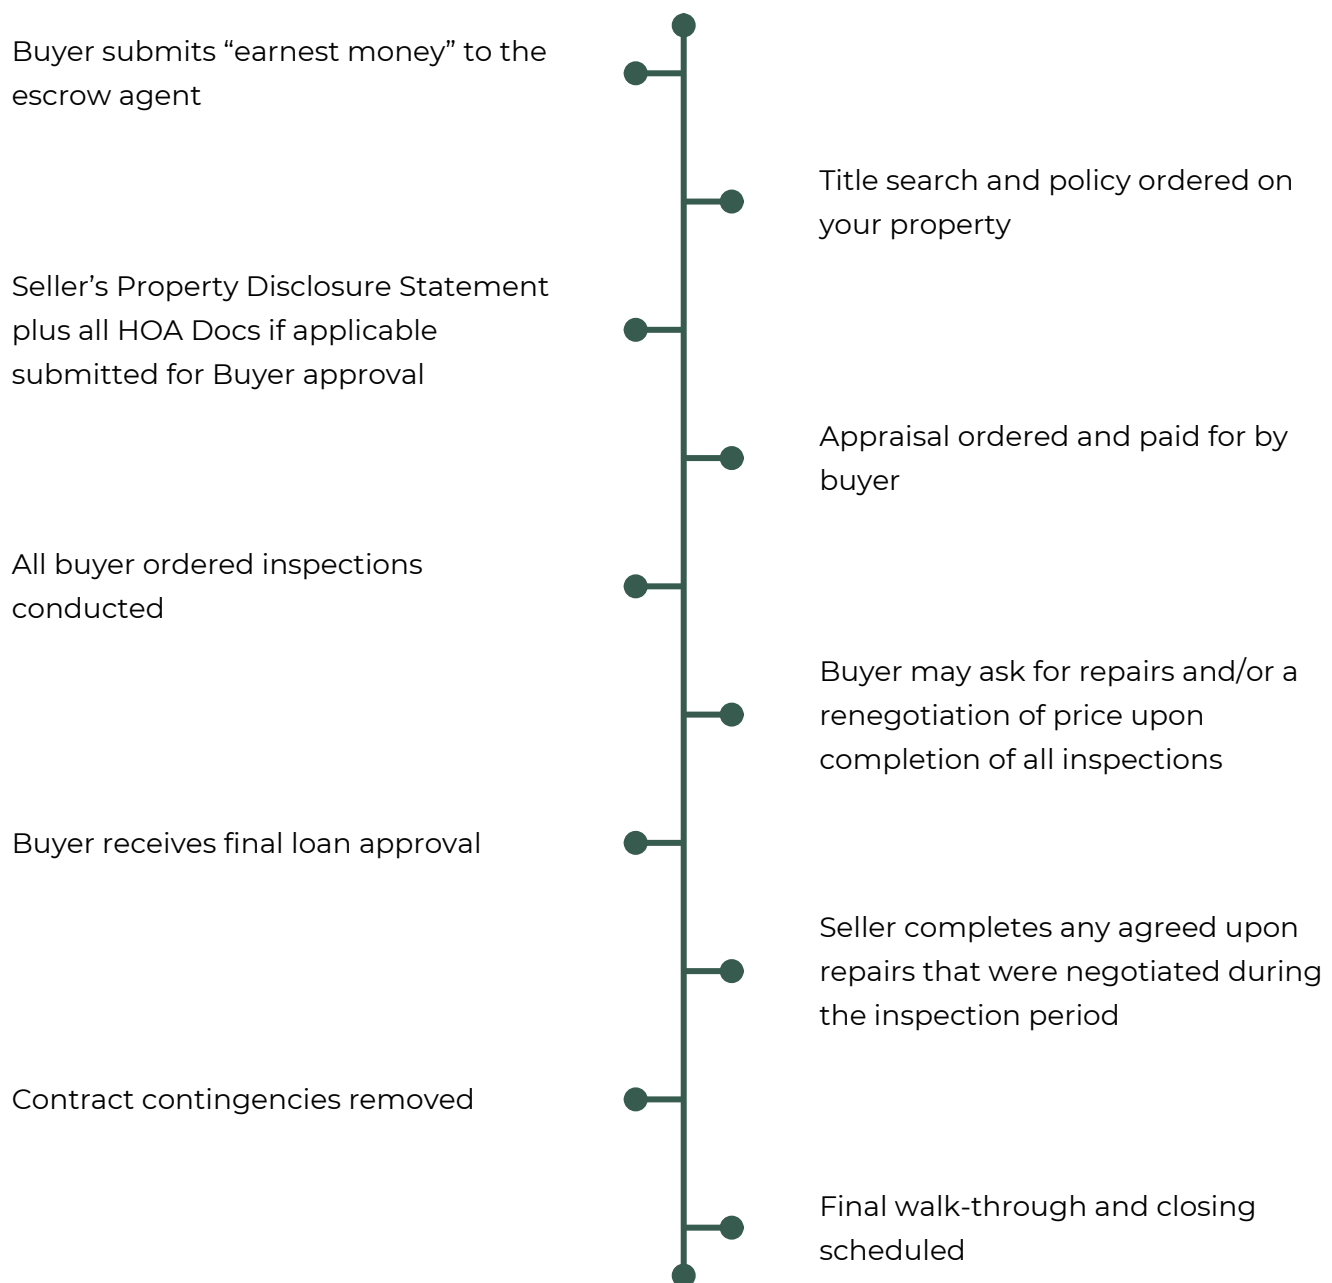 Buyer submits “earnest money” to the
escrow agent
Title search and policy ordered on
your property
Seller’s Property Disclosure Statement
plus all HOA Docs if applicable
submitted for Buyer approval
Appraisal ordered and paid for by
buyer
All buyer ordered inspections
conducted
Buyer may ask for repairs and/or a
renegotiation of price upon
completion of all inspections
Buyer receives final loan approval
Seller completes any agreed upon
repairs that were negotiated during
the inspection period
Contract contingencies removed
Final walk-through and closing
scheduled